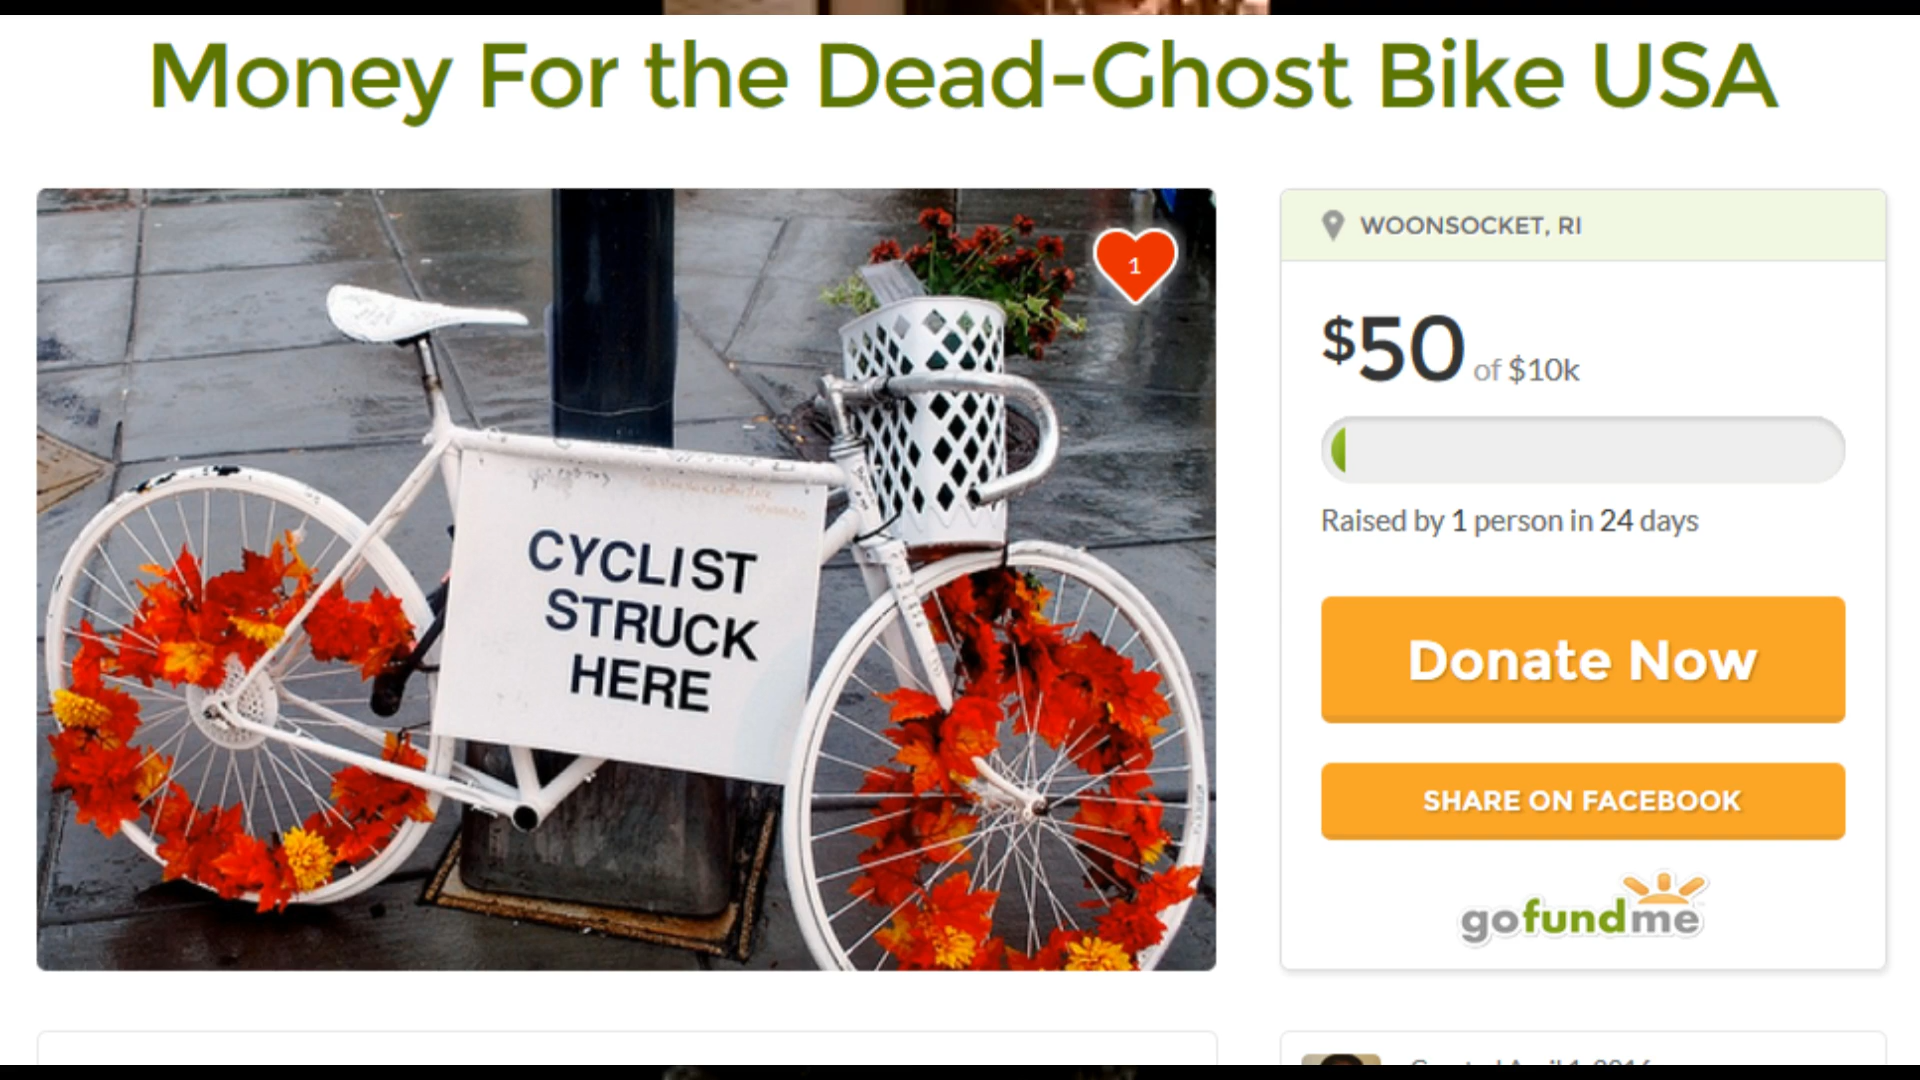 Money For the Dead-Ghost Bike USA
1
CYCLIST
STRUCK
HERE
WOONSOCKET, RI
$50 of $10k
Raised by 1 person in 24 days
Donate Now
SHARE ON FACEBOOK
gofundme